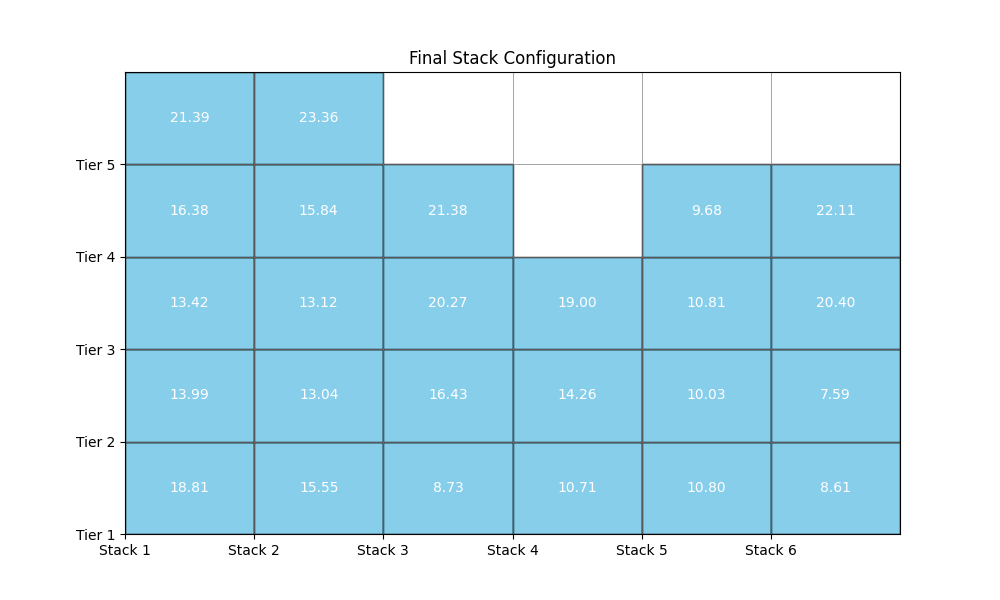 Final Stack Configuration
21.39 23.36
Tier 5
16.38 15.84 21.38 9.68 22.11
Tier 4
13.42 13.12 20.27 19.00 10.81 20.40
Tier 3
13.99 13.04 16.43 14.26 10.03 7.59
Tier 2
18.81 15.55 8.73 10.71 10.80 8.61
Tier 1
Stack 1 Stack 2 Stack 3 Stack 4 Stack 5 Stack 6